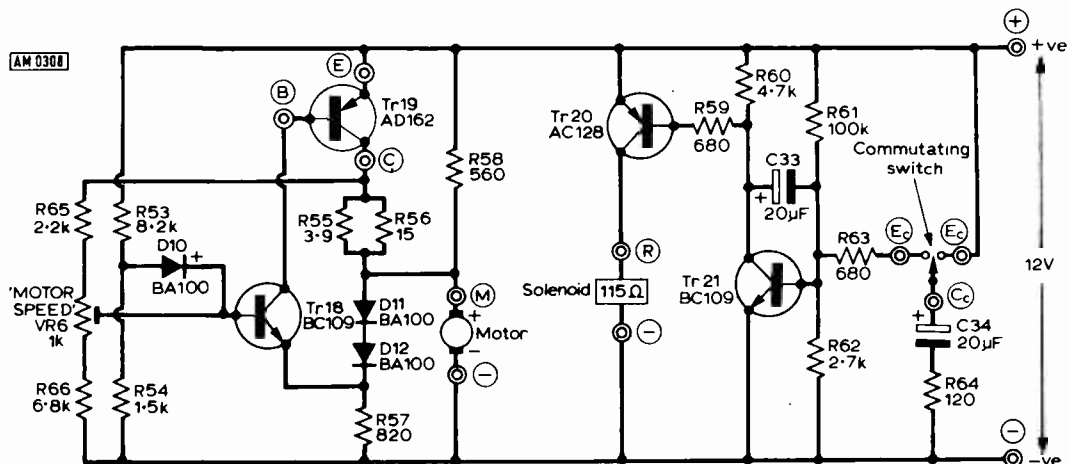 AM 0308
E
B
Tr19
AD162
C
R65
2·2k
R53
8·2k
D10
+
BA100
'MOTOR
SPEED'
VR6
1k
R66
6·8k
R54
1·5k
Tr18
BC109
R55
3·9
R56
15
D11
BA100
D12
BA100
R57
820
R58
560
M
+
Motor
-
−
Tr20
AC128
R59
680
R60
4·7k
R61
100k
C33
+
20μF
Commutating
switch
R
Solenoid
115Ω
−
Tr21
BC109
R63
680
Ec
Ec
Cc
+
C34
20μF
R62
2·7k
R64
120
+
+ve
12V
−
-ve